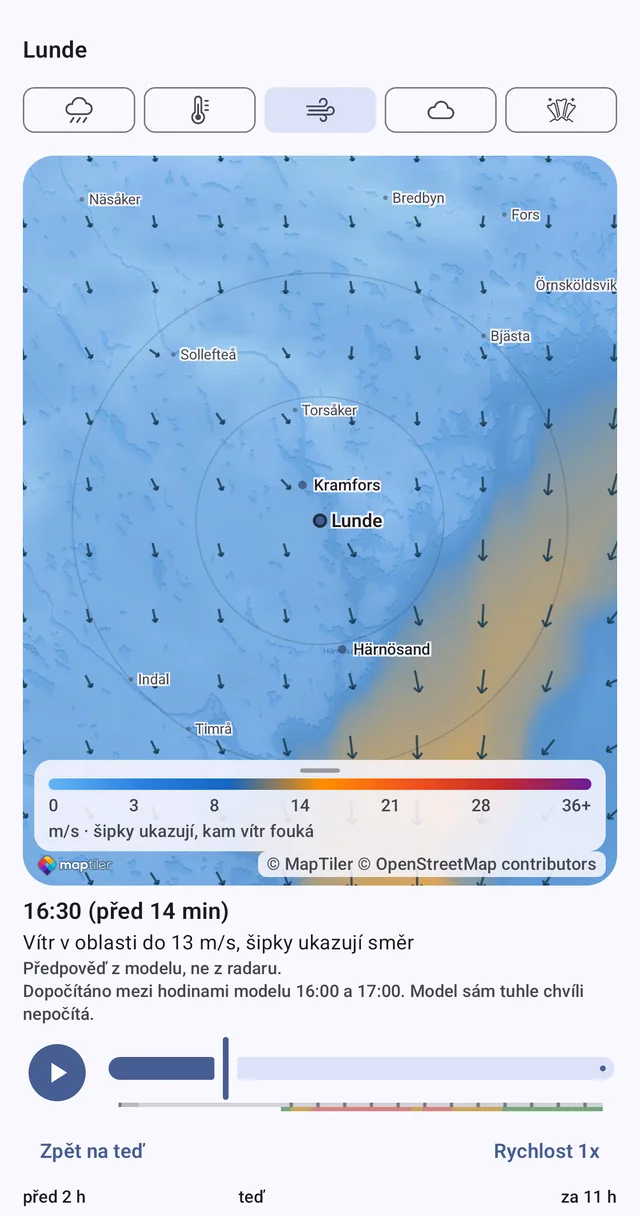 Lunde
Näsåker
Bredbyn
Fors
Örnsköldsvik
Bjästa
Sollefteå
Torsåker
Kramfors
Lunde
Härnösand
Indal
Timrå
0 3 8 14 21 28 36+
m/s · šipky ukazují, kam vítr fouká
maptiler
© MapTiler © OpenStreetMap contributors
16:30 (před 14 min)
Vítr v oblasti do 13 m/s, šipky ukazují směr
Předpověď z modelu, ne z radaru.
Dopočítáno mezi hodinami modelu 16:00 a 17:00. Model sám tuhle chvíli
nepočítá.
Zpět na teď
Rychlost 1x
před 2 h
teď
za 11 h